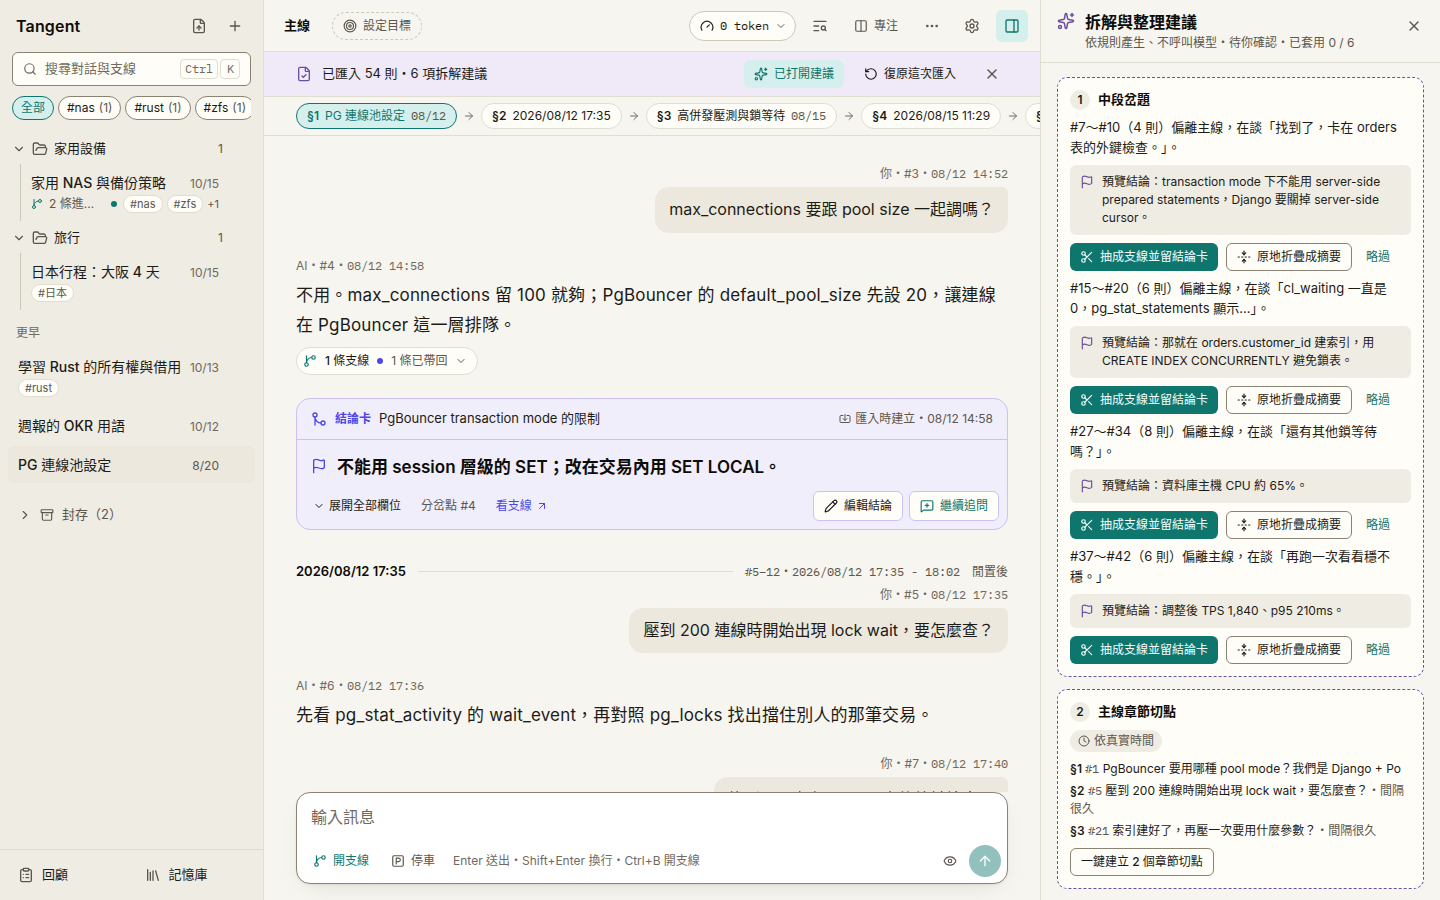 Tangent
搜尋對話與支線 Ctrl K
全部 #nas (1) #rust (1) #zfs (1)
家用設備 1
家用 NAS 與備份策略 10/15
2 條進… #nas #zfs +1
旅行 1
日本行程：大阪 4 天 10/15
#日本
更早
學習 Rust 的所有權與借用 10/13
#rust
週報的 OKR 用語 10/12
PG 連線池設定 8/20
封存（2）
回顧 記憶庫
主線 設定目標 0 token 專注
已匯入 54 則・6 項拆解建議 已打開建議 復原這次匯入
§1 PG 連線池設定 08/12 → §2 2026/08/12 17:35 → §3 高併發壓測與鎖等待 08/15 → §4 2026/08/15 11:29 →
你・#3・08/12 14:52
max_connections 要跟 pool size 一起調嗎？
AI・#4・08/12 14:58
不用。max_connections 留 100 就夠；PgBouncer 的 default_pool_size 先設 20，讓連線
在 PgBouncer 這一層排隊。
1 條支線 1 條已帶回
結論卡 PgBouncer transaction mode 的限制 匯入時建立・08/12 14:58
不能用 session 層級的 SET；改在交易內用 SET LOCAL。
展開全部欄位 分岔點 #4 看支線 編輯結論 繼續追問
2026/08/12 17:35 #5–12・2026/08/12 17:35 - 18:02 閒置後
你・#5・08/12 17:35
壓到 200 連線時開始出現 lock wait，要怎麼查？
AI・#6・08/12 17:36
先看 pg_stat_activity 的 wait_event，再對照 pg_locks 找出擋住別人的那筆交易。
你・#7・08/12 17:40
輸入訊息
開支線 停車 Enter 送出・Shift+Enter 換行・Ctrl+B 開支線
拆解與整理建議
依規則產生、不呼叫模型・待你確認・已套用 0 / 6
1 中段岔題
#7～#10（4 則）偏離主線，在談「找到了，卡在 orders
表的外鍵檢查。」。
預覽結論：transaction mode 下不能用 server-side
prepared statements，Django 要關掉 server-side
cursor。
抽成支線並留結論卡 原地折疊成摘要 略過
#15～#20（6 則）偏離主線，在談「cl_waiting 一直是
0，pg_stat_statements 顯示…」。
預覽結論：那就在 orders.customer_id 建索引，用
CREATE INDEX CONCURRENTLY 避免鎖表。
抽成支線並留結論卡 原地折疊成摘要 略過
#27～#34（8 則）偏離主線，在談「還有其他鎖等待
嗎？」。
預覽結論：資料庫主機 CPU 約 65%。
抽成支線並留結論卡 原地折疊成摘要 略過
#37～#42（6 則）偏離主線，在談「再跑一次看看穩不
穩。」。
預覽結論：調整後 TPS 1,840、p95 210ms。
抽成支線並留結論卡 原地折疊成摘要 略過
2 主線章節切點
依真實時間
§1 #1 PgBouncer 要用哪種 pool mode？我們是 Django + Po
§2 #5 壓到 200 連線時開始出現 lock wait，要怎麼查？・間隔
很久
§3 #21 索引建好了，再壓一次要用什麼參數？・間隔很久
一鍵建立 2 個章節切點